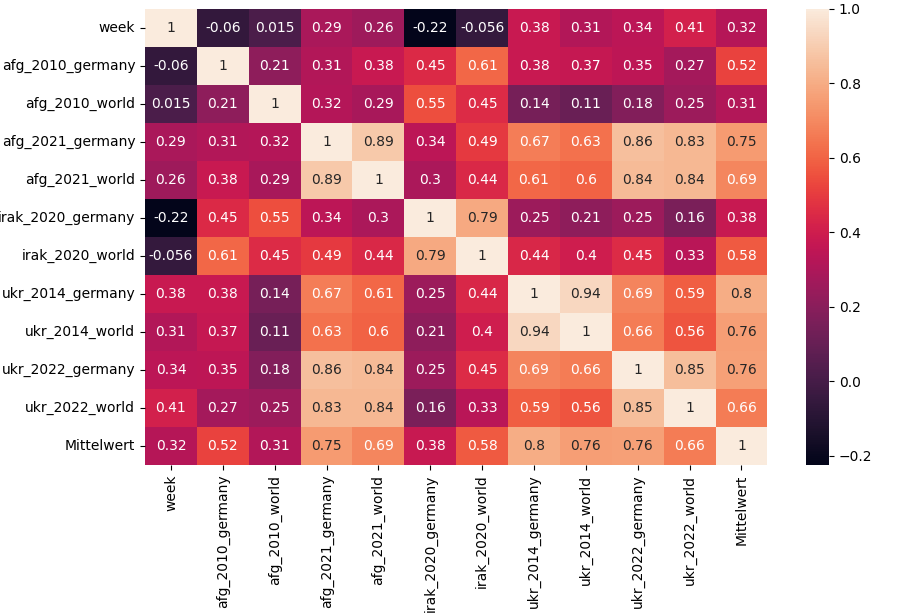 week 1 -0.06 0.015 0.29 0.26 -0.22 -0.056 0.38 0.31 0.34 0.41 0.32
afg_2010_germany -0.06 1 0.21 0.31 0.38 0.45 0.61 0.38 0.37 0.35 0.27 0.52
afg_2010_world 0.015 0.21 1 0.32 0.29 0.55 0.45 0.14 0.11 0.18 0.25 0.31
afg_2021_germany 0.29 0.31 0.32 1 0.89 0.34 0.49 0.67 0.63 0.86 0.83 0.75
afg_2021_world 0.26 0.38 0.29 0.89 1 0.3 0.44 0.61 0.6 0.84 0.84 0.69
irak_2020_germany -0.22 0.45 0.55 0.34 0.3 1 0.79 0.25 0.21 0.25 0.16 0.38
irak_2020_world -0.056 0.61 0.45 0.49 0.44 0.79 1 0.44 0.4 0.45 0.33 0.58
ukr_2014_germany 0.38 0.38 0.14 0.67 0.61 0.25 0.44 1 0.94 0.69 0.59 0.8
ukr_2014_world 0.31 0.37 0.11 0.63 0.6 0.21 0.4 0.94 1 0.66 0.56 0.76
ukr_2022_germany 0.34 0.35 0.18 0.86 0.84 0.25 0.45 0.69 0.66 1 0.85 0.76
ukr_2022_world 0.41 0.27 0.25 0.83 0.84 0.16 0.33 0.59 0.56 0.85 1 0.66
Mittelwert 0.32 0.52 0.31 0.75 0.69 0.38 0.58 0.8 0.76 0.76 0.66 1
week
afg_2010_germany
afg_2010_world
afg_2021_germany
afg_2021_world
irak_2020_germany
irak_2020_world
ukr_2014_germany
ukr_2014_world
ukr_2022_germany
ukr_2022_world
Mittelwert
1.0
0.8
0.6
0.4
0.2
0.0
−0.2